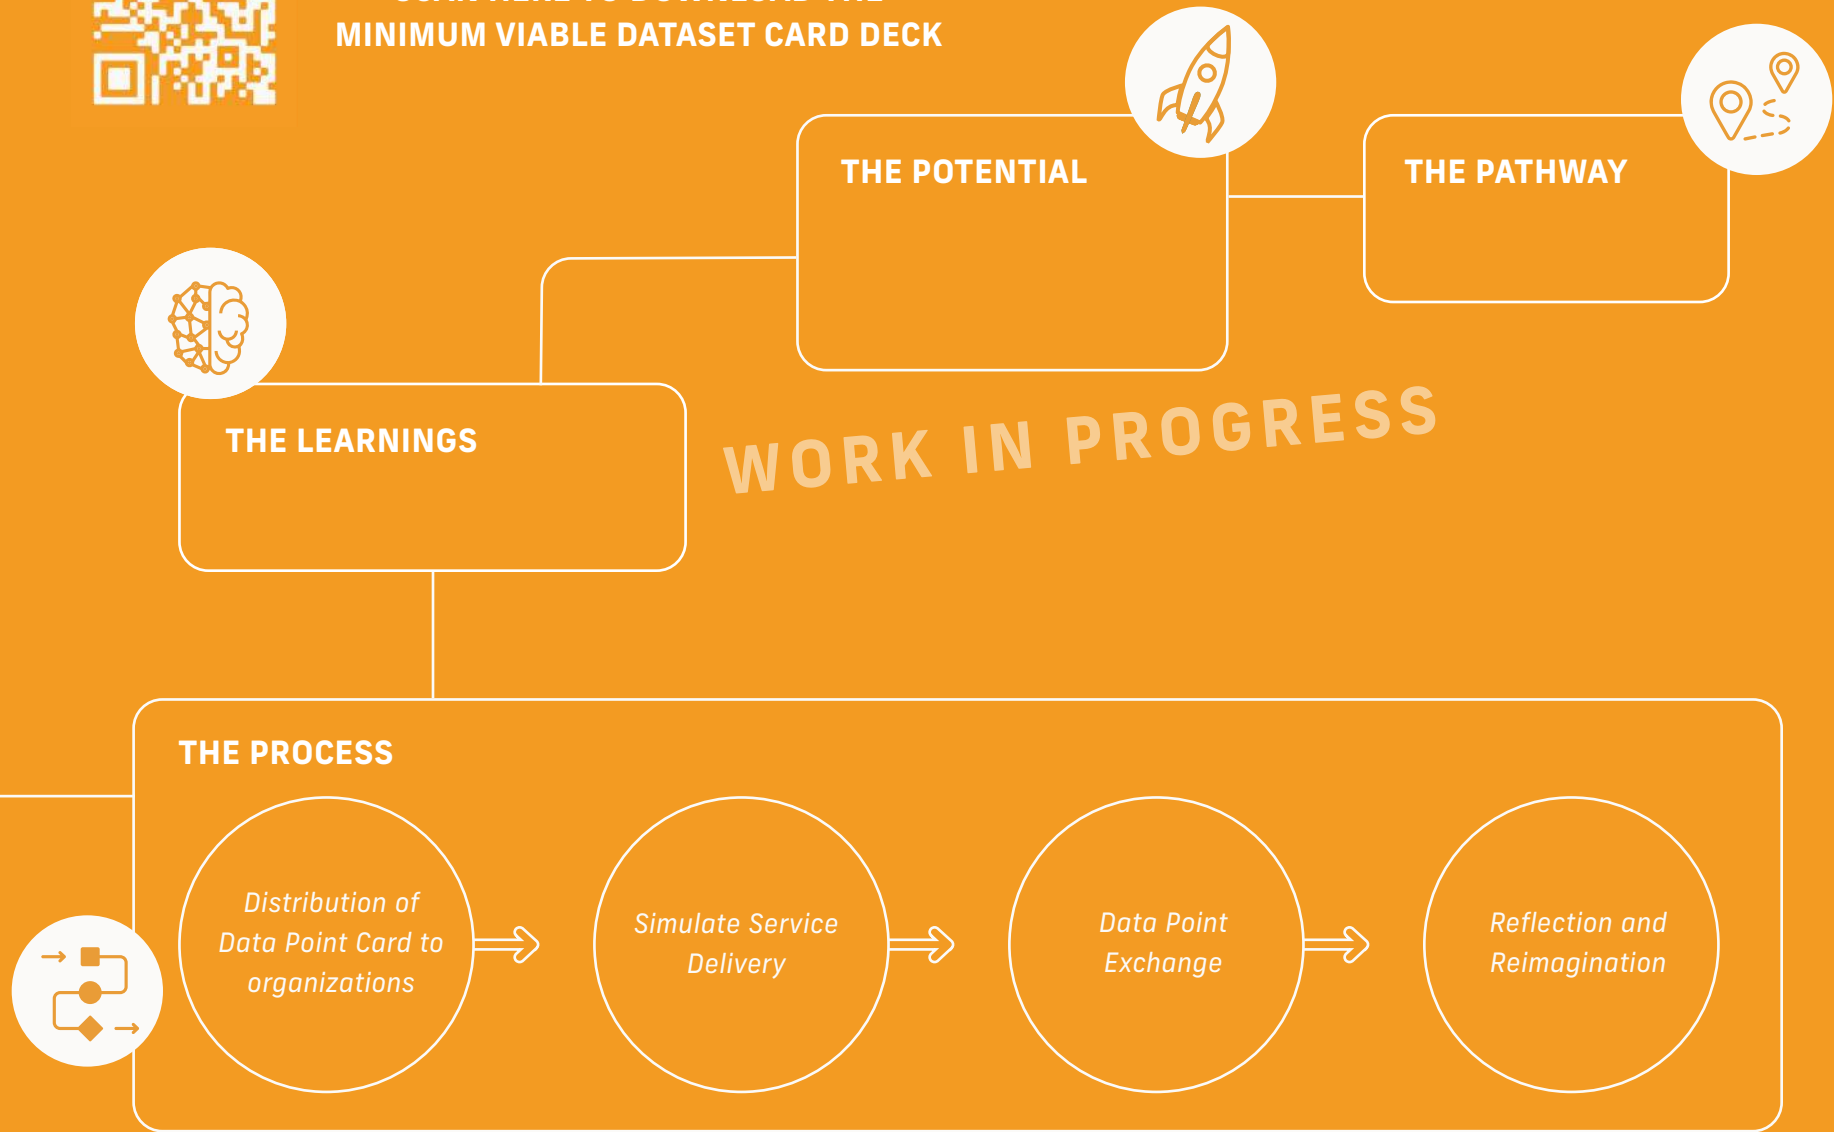 MINIMUM VIABLE DATASET CARD DECK
THE POTENTIAL
THE PATHWAY
THE LEARNINGS
WORK IN PROGRESS
THE PROCESS
Distribution of
Data Point Card to
organizations
Simulate Service
Delivery
Data Point
Exchange
Reflection and
Reimagination